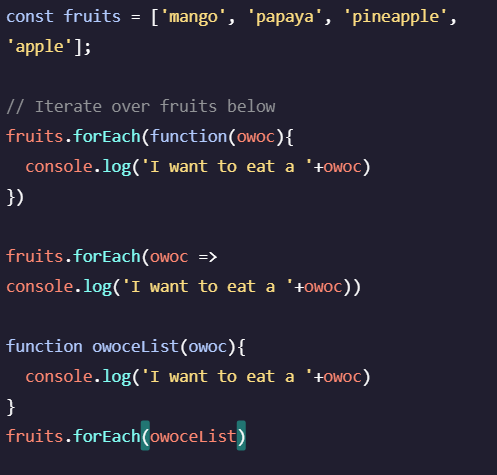 const fruits = ['mango', 'papaya', 'pineapple',
'apple'];
// Iterate over fruits below
fruits.forEach(function(owoc){
  console.log('I want to eat a '+owoc)
})
fruits.forEach(owoc =>
console.log('I want to eat a '+owoc))
function owoceList(owoc){
  console.log('I want to eat a '+owoc)
}
fruits.forEach(owoceList)